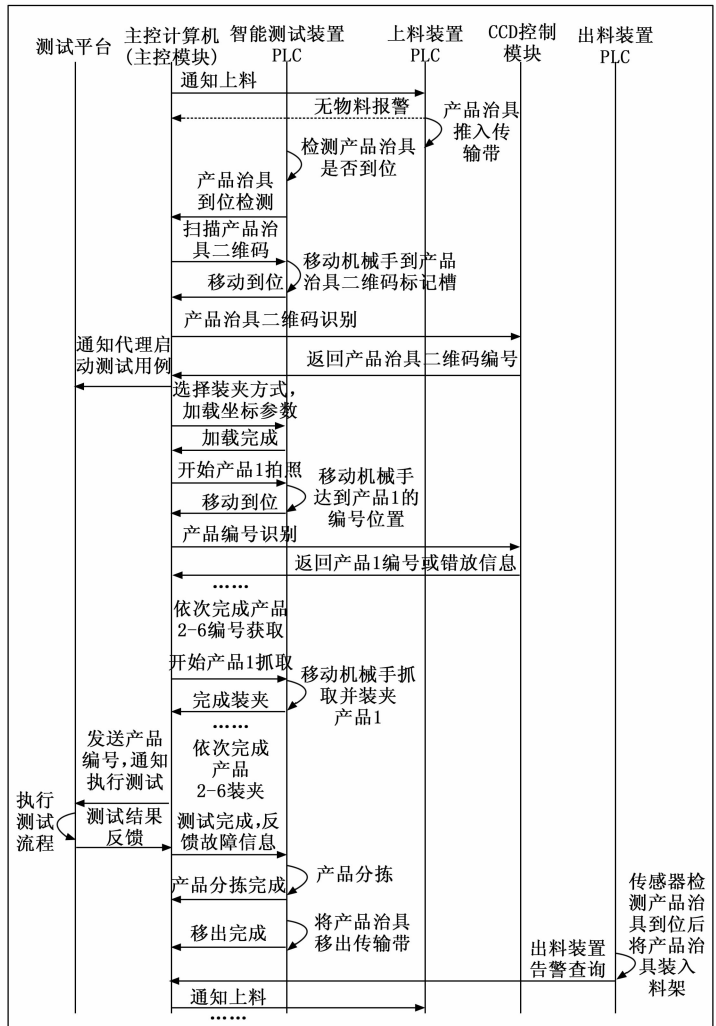 测试平台
主控计算机
(主控模块)
智能测试装置
PLC
上料装置
PLC
CCD控制
模块
出料装置
PLC
通知上料
无物料报警
产品治具
推入传
输带
检测产品治具
是否到位
产品治具
到位检测
扫描产品治
具二维码
移动机械手到产品
治具二维码标记槽
移动到位
产品治具二维码识别
通知代理启
动测试用例
返回产品治具二维码编号
选择装夹方式,
加载坐标参数
加载完成
开始产品1拍照
移动机械手
达到产品1的
编号位置
移动到位
产品编号识别
返回产品1编号或错放信息
……
依次完成产品
2-6编号获取
开始产品1抓取
移动机械手抓
取并装夹
产品1
完成装夹
……
发送产品
编号,通知
执行测试
依次完成
产品
2-6装夹
执行
测试
流程
测试结果
反馈
测试完成,反
馈故障信息
产品分拣
产品分拣完成
将产品治具
移出传输带
移出完成
传感器检
测产品治
具到位后
将产品治
具装入
料架
出料装置
告警查询
通知上料
……